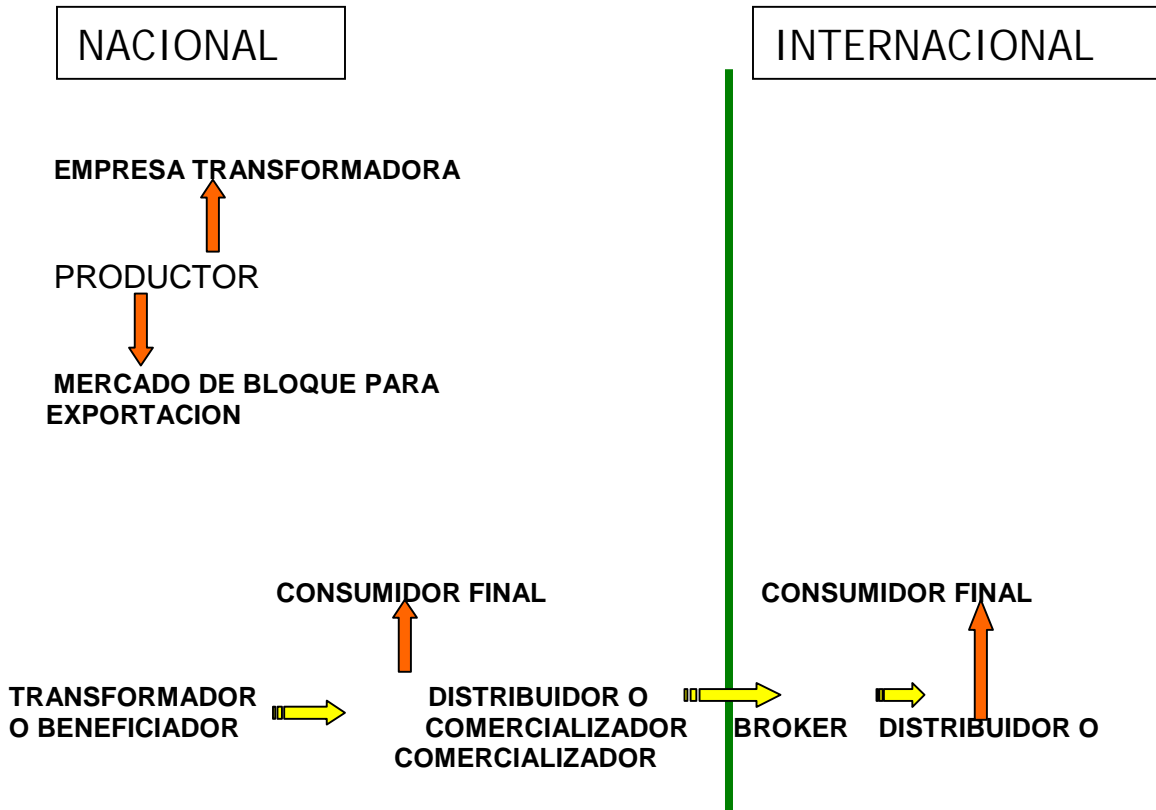 NACIONAL
INTERNACIONAL
EMPRESA TRANSFORMADORA
PRODUCTOR
MERCADO DE BLOQUE PARA
EXPORTACION
CONSUMIDOR FINAL
CONSUMIDOR FINAL
TRANSFORMADOR
O BENEFICIADOR
DISTRIBUIDOR O
COMERCIALIZADOR
COMERCIALIZADOR
BROKER
DISTRIBUIDOR O